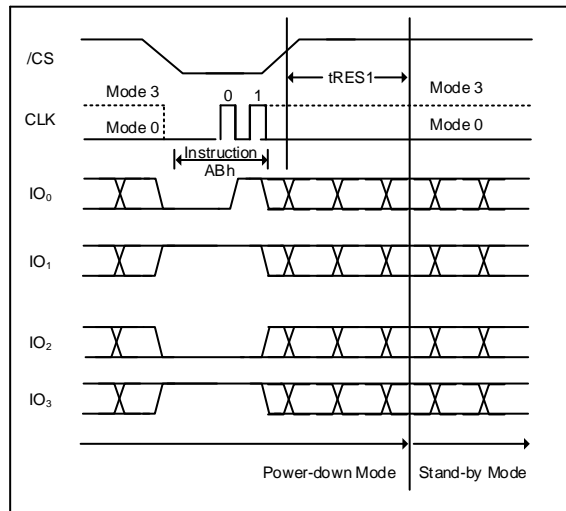 /CS
tRES1
Mode 3
0 1
Mode 3
CLK
Mode 0
Mode 0
Instruction
ABh
IO₀
IO₁
IO₂
IO₃
Power-down Mode
Stand-by Mode